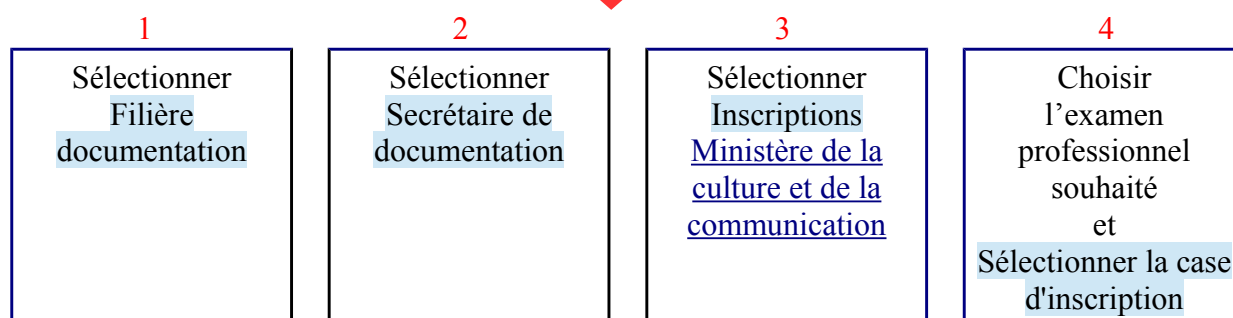 1
Sélectionner
Filière
documentation
2
Sélectionner
Secrétaire de
documentation
3
Sélectionner
Inscriptions
Ministère de la
culture et de la
communication
4
Choisir
l’examen
professionnel
souhaité
et
Sélectionner la case
d'inscription